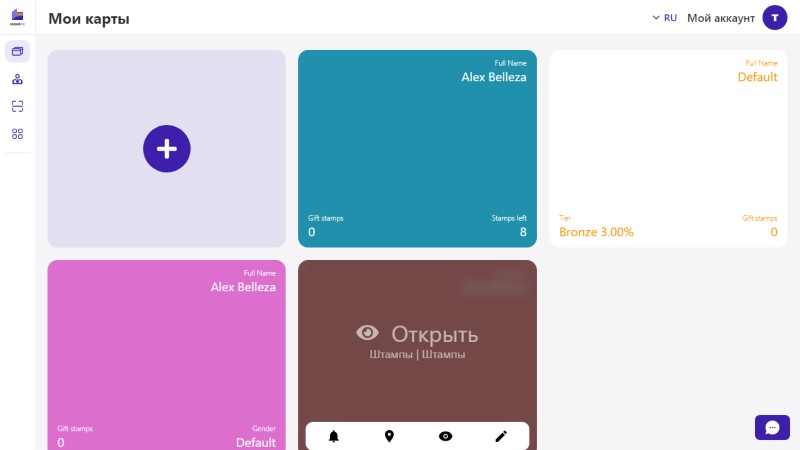 Мои карты
RU
Мой аккаунт
T
Full Name
Alex Belleza
Gift stamps
0
Stamps left
8
Full Name
Default
Tier
Bronze 3.00%
Gift stamps
0
Full Name
Alex Belleza
Gift stamps
0
Gender
Default
Открыть
Штампы | Штампы